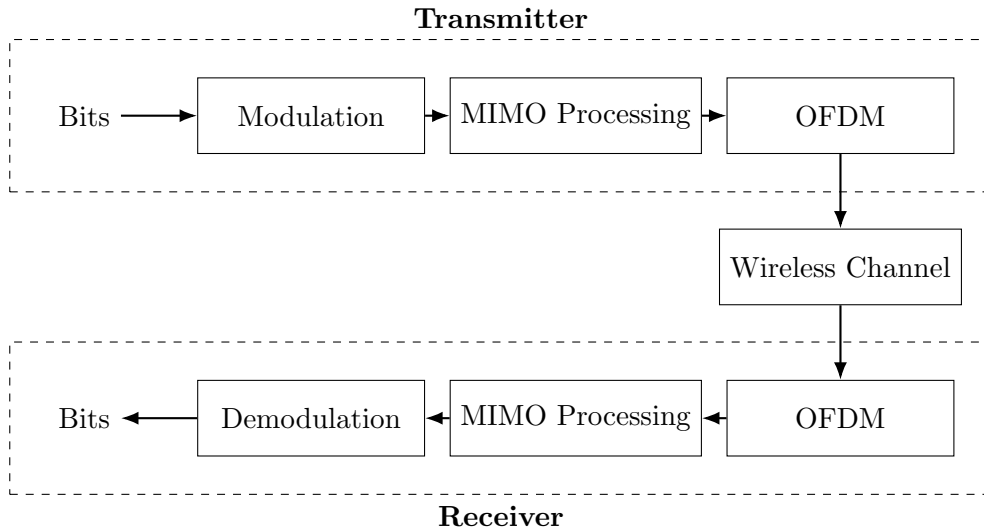 Transmitter
Bits
Modulation
MIMO Processing
OFDM
Wireless Channel
Bits
Demodulation
MIMO Processing
OFDM
Receiver